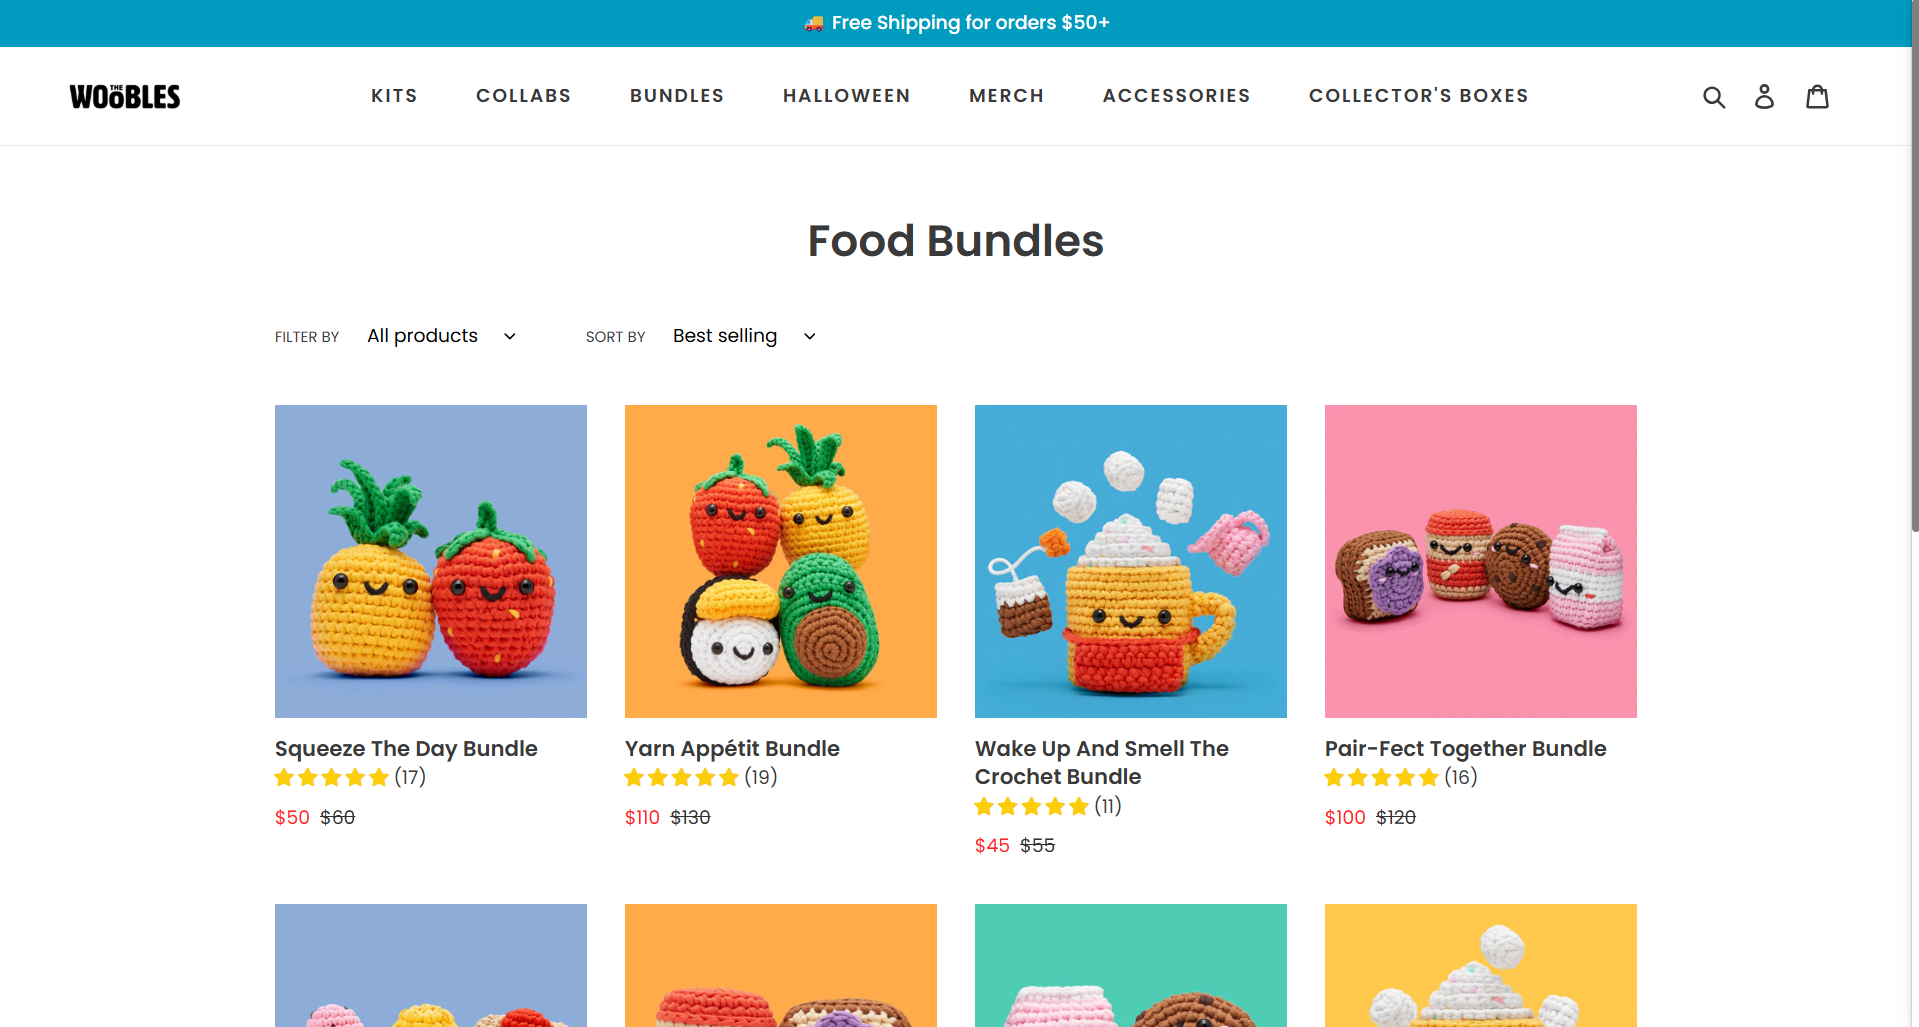 🚚 Free Shipping for orders $50+
THE WOOBLES
KITS COLLABS BUNDLES HALLOWEEN MERCH ACCESSORIES COLLECTOR'S BOXES
Food Bundles
FILTER BY All products SORT BY Best selling
Squeeze The Day Bundle
(17)
$50 $60
Yarn Appétit Bundle
(19)
$110 $130
Wake Up And Smell The
Crochet Bundle
(11)
$45 $55
Pair-Fect Together Bundle
(16)
$100 $120